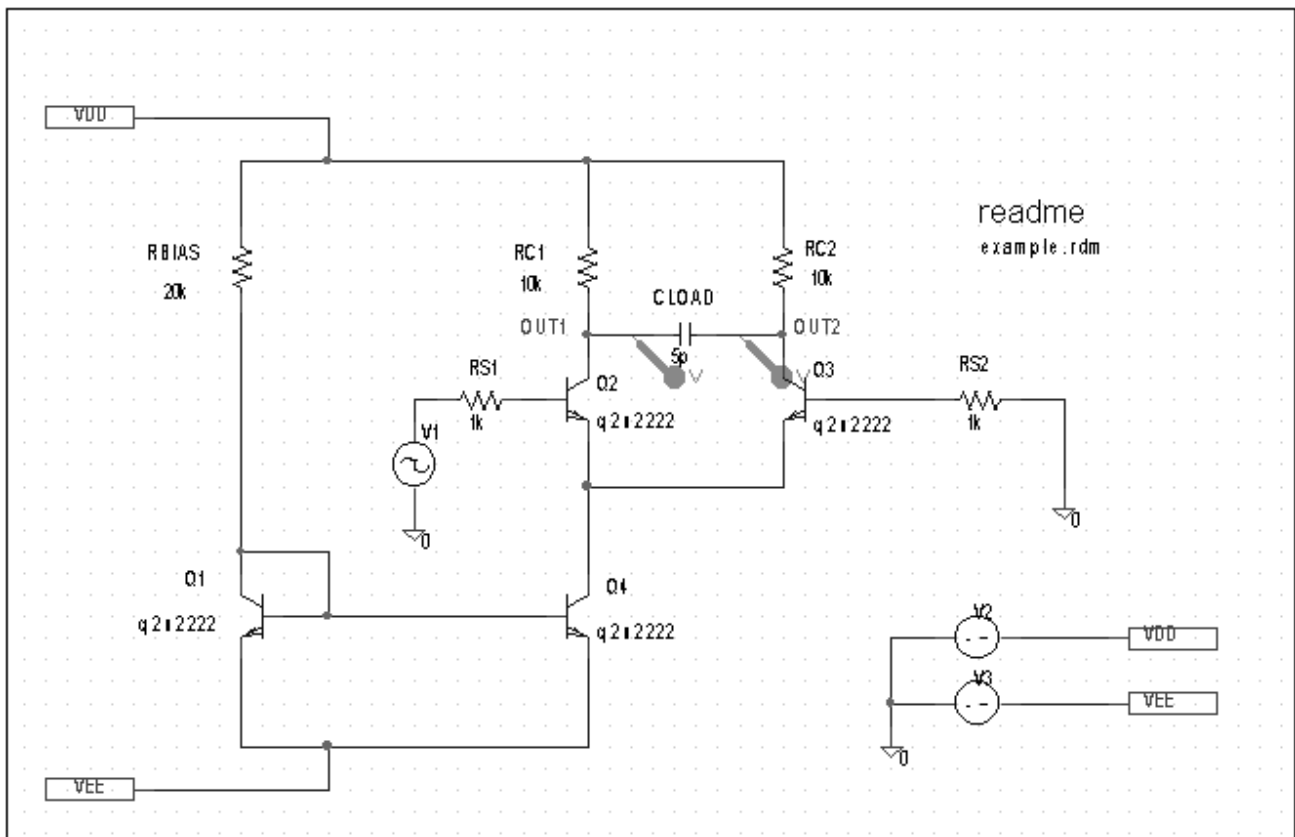 VDD
readme
example.rdm
RBIAS
20k
RC1
10k
RC2
10k
CLOAD
OUT1
OUT2
5p
V
V
RS1
1k
Q2
q2n2222
Q3
q2n2222
RS2
1k
V1
0
0
Q1
q2n2222
Q4
q2n2222
V2
VDD
V3
VEE
0
VEE